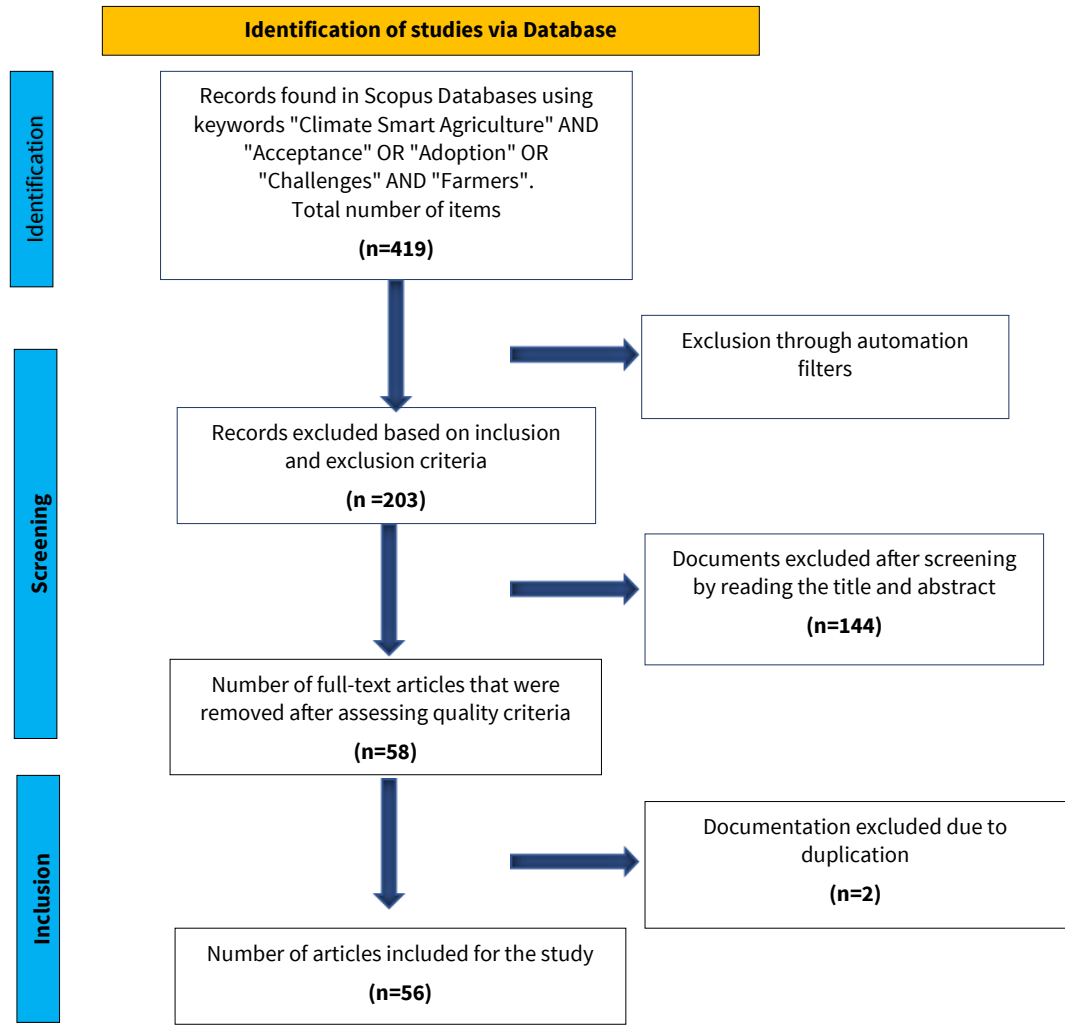 Identification of studies via Database
Identification
Records found in Scopus Databases using
keywords "Climate Smart Agriculture" AND
"Acceptance" OR "Adoption" OR
"Challenges" AND "Farmers".
Total number of items
(n=419)
Exclusion through automation
filters
Screening
Records excluded based on inclusion
and exclusion criteria
(n =203)
Documents excluded after screening
by reading the title and abstract
(n=144)
Number of full-text articles that were
removed after assessing quality criteria
(n=58)
Inclusion
Documentation excluded due to
duplication
(n=2)
Number of articles included for the study
(n=56)